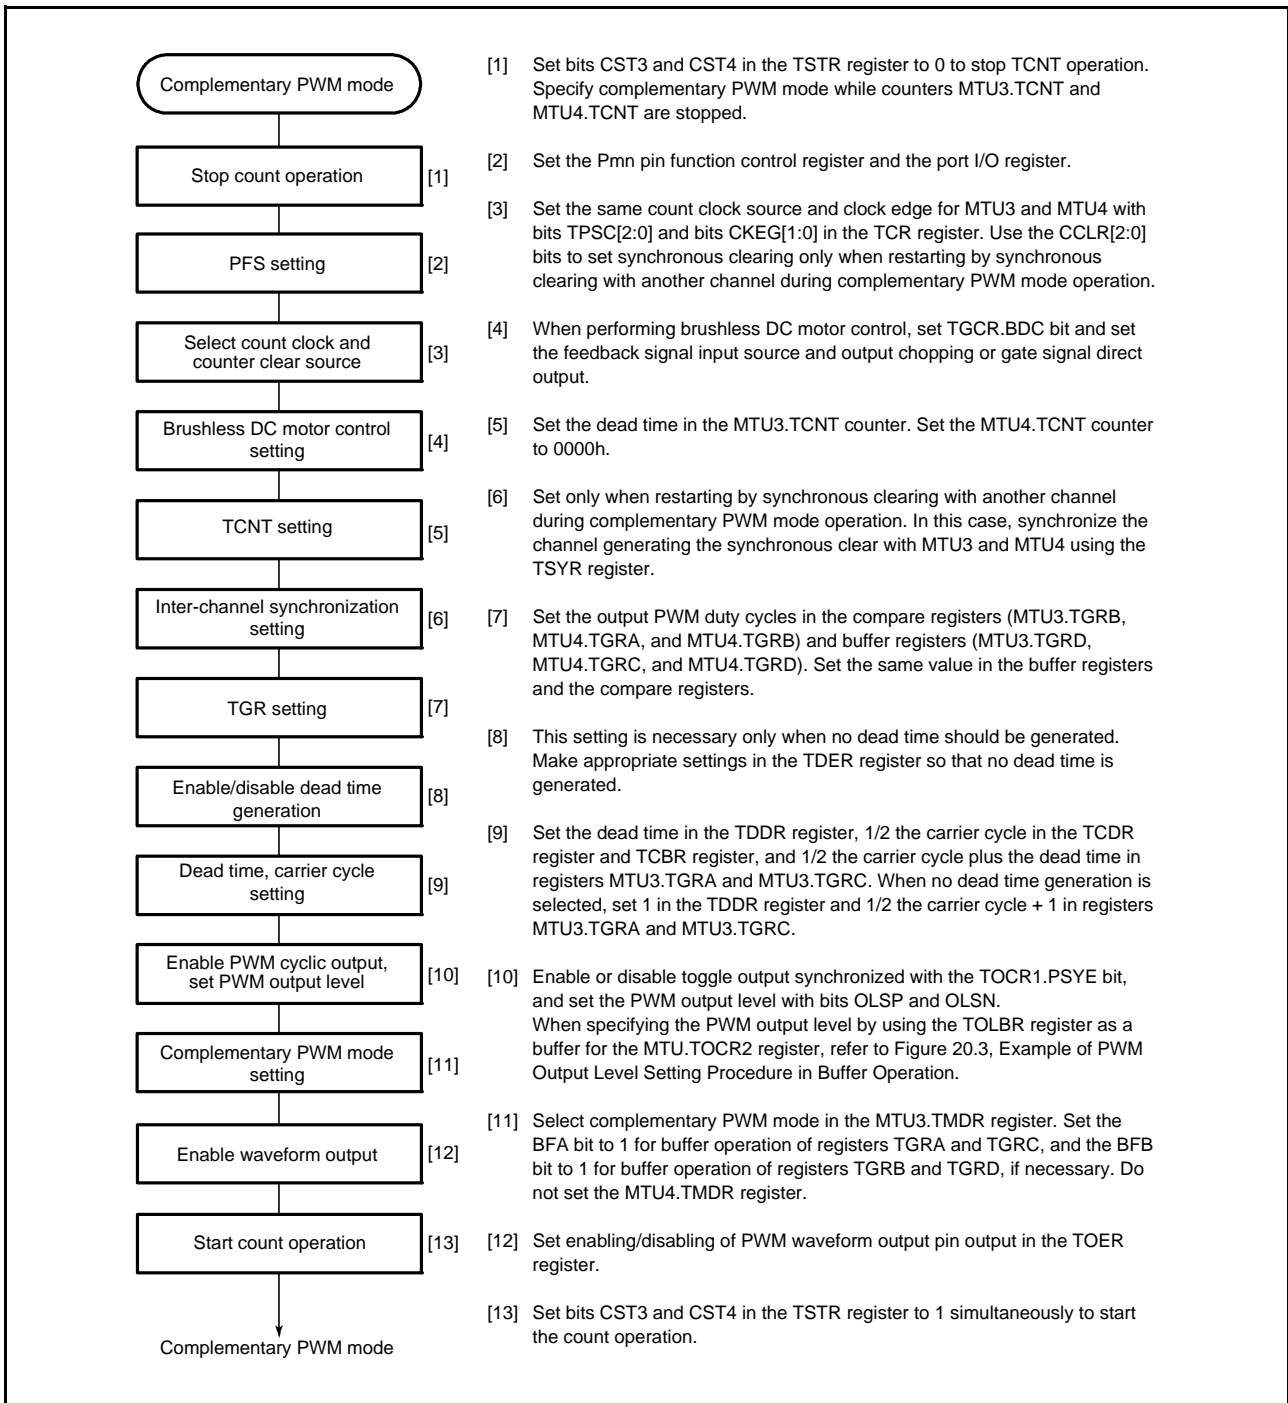 Complementary PWM mode
Stop count operation
[1]
PFS setting
[2]
Select count clock and
counter clear source
[3]
Brushless DC motor control
setting
[4]
TCNT setting
[5]
Inter-channel synchronization
setting
[6]
TGR setting
[7]
Enable/disable dead time
generation
[8]
Dead time, carrier cycle
setting
[9]
Enable PWM cyclic output,
set PWM output level
[10]
Complementary PWM mode
setting
[11]
Enable waveform output
[12]
Start count operation
[13]
Complementary PWM mode
[1] Set bits CST3 and CST4 in the TSTR register to 0 to stop TCNT operation.
Specify complementary PWM mode while counters MTU3.TCNT and
MTU4.TCNT are stopped.
[2] Set the Pmn pin function control register and the port I/O register.
[3] Set the same count clock source and clock edge for MTU3 and MTU4 with
bits TPSC[2:0] and bits CKEG[1:0] in the TCR register. Use the CCLR[2:0]
bits to set synchronous clearing only when restarting by synchronous
clearing with another channel during complementary PWM mode operation.
[4] When performing brushless DC motor control, set TGCR.BDC bit and set
the feedback signal input source and output chopping or gate signal direct
output.
[5] Set the dead time in the MTU3.TCNT counter. Set the MTU4.TCNT counter
to 0000h.
[6] Set only when restarting by synchronous clearing with another channel
during complementary PWM mode operation. In this case, synchronize the
channel generating the synchronous clear with MTU3 and MTU4 using the
TSYR register.
[7] Set the output PWM duty cycles in the compare registers (MTU3.TGRB,
MTU4.TGRA, and MTU4.TGRB) and buffer registers (MTU3.TGRD,
MTU4.TGRC, and MTU4.TGRD). Set the same value in the buffer registers
and the compare registers.
[8] This setting is necessary only when no dead time should be generated.
Make appropriate settings in the TDER register so that no dead time is
generated.
[9] Set the dead time in the TDDR register, 1/2 the carrier cycle in the TCDR
register and TCBR register, and 1/2 the carrier cycle plus the dead time in
registers MTU3.TGRA and MTU3.TGRC. When no dead time generation is
selected, set 1 in the TDDR register and 1/2 the carrier cycle + 1 in registers
MTU3.TGRA and MTU3.TGRC.
[10] Enable or disable toggle output synchronized with the TOCR1.PSYE bit,
and set the PWM output level with bits OLSP and OLSN.
When specifying the PWM output level by using the TOLBR register as a
buffer for the MTU.TOCR2 register, refer to Figure 20.3, Example of PWM
Output Level Setting Procedure in Buffer Operation.
[11] Select complementary PWM mode in the MTU3.TMDR register. Set the
BFA bit to 1 for buffer operation of registers TGRA and TGRC, and the BFB
bit to 1 for buffer operation of registers TGRB and TGRD, if necessary. Do
not set the MTU4.TMDR register.
[12] Set enabling/disabling of PWM waveform output pin output in the TOER
register.
[13] Set bits CST3 and CST4 in the TSTR register to 1 simultaneously to start
the count operation.